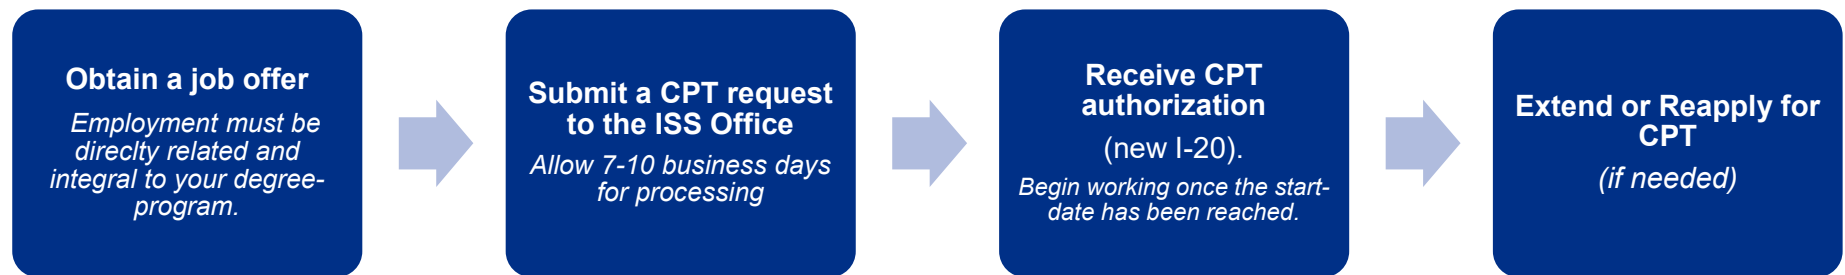 Obtain a job offer
Employment must be
direclty related and
integral to your degree-
program.
Submit a CPT request
to the ISS Office
Allow 7-10 business days
for processing
Receive CPT
authorization
(new I-20).
Begin working once the start-
date has been reached.
Extend or Reapply for
CPT
(if needed)